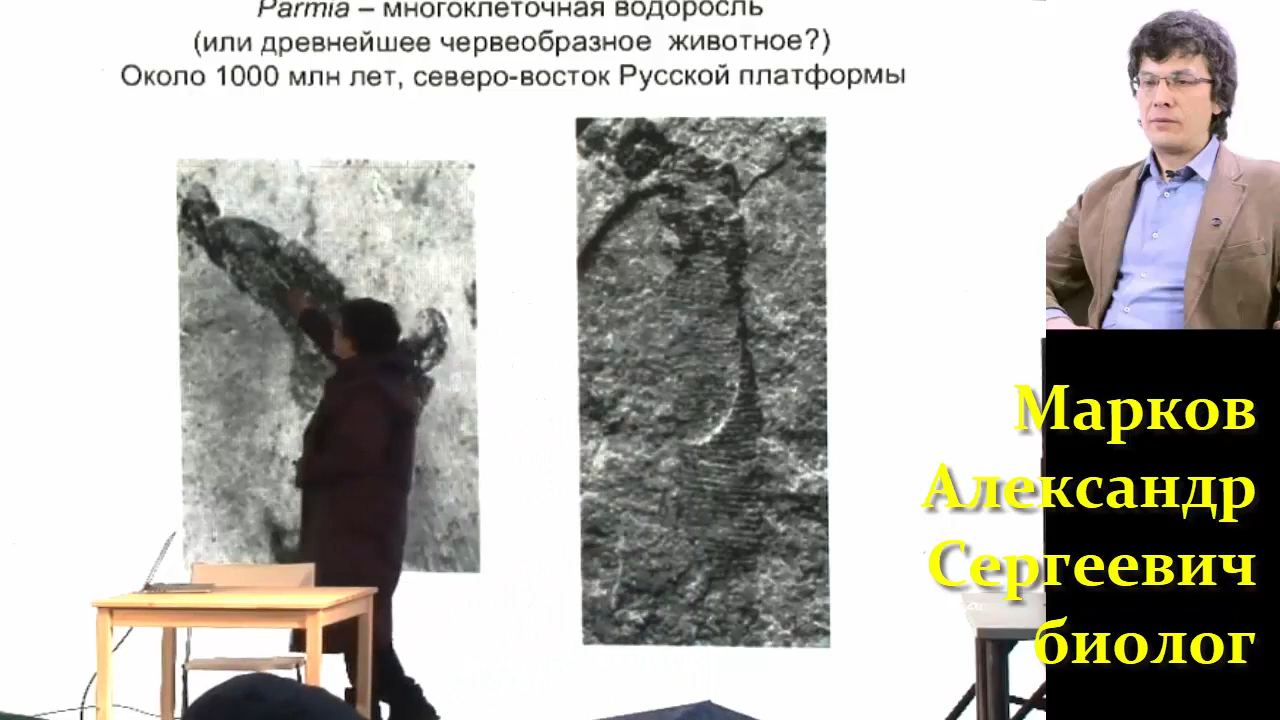 Parmia – многоклеточная водоросль
(или древнейшее червеобразное животное?)
Около 1000 млн лет, северо-восток Русской платформы
Марков
Александр
Сергеевич
биолог